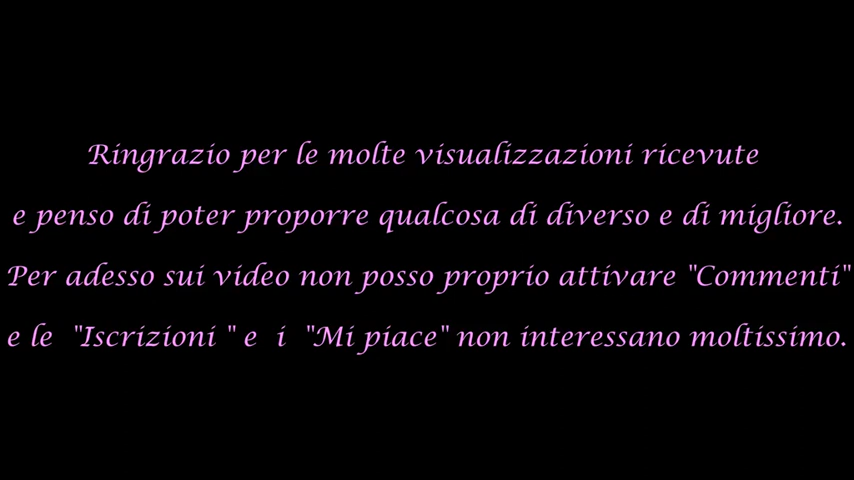 Ringrazio per le molte visualizzazioni ricevute
e penso di poter proporre qualcosa di diverso e di migliore.
Per adesso sui video non posso proprio attivare "Commenti"
e le "Iscrizioni " e i "Mi piace" non interessano moltissimo.